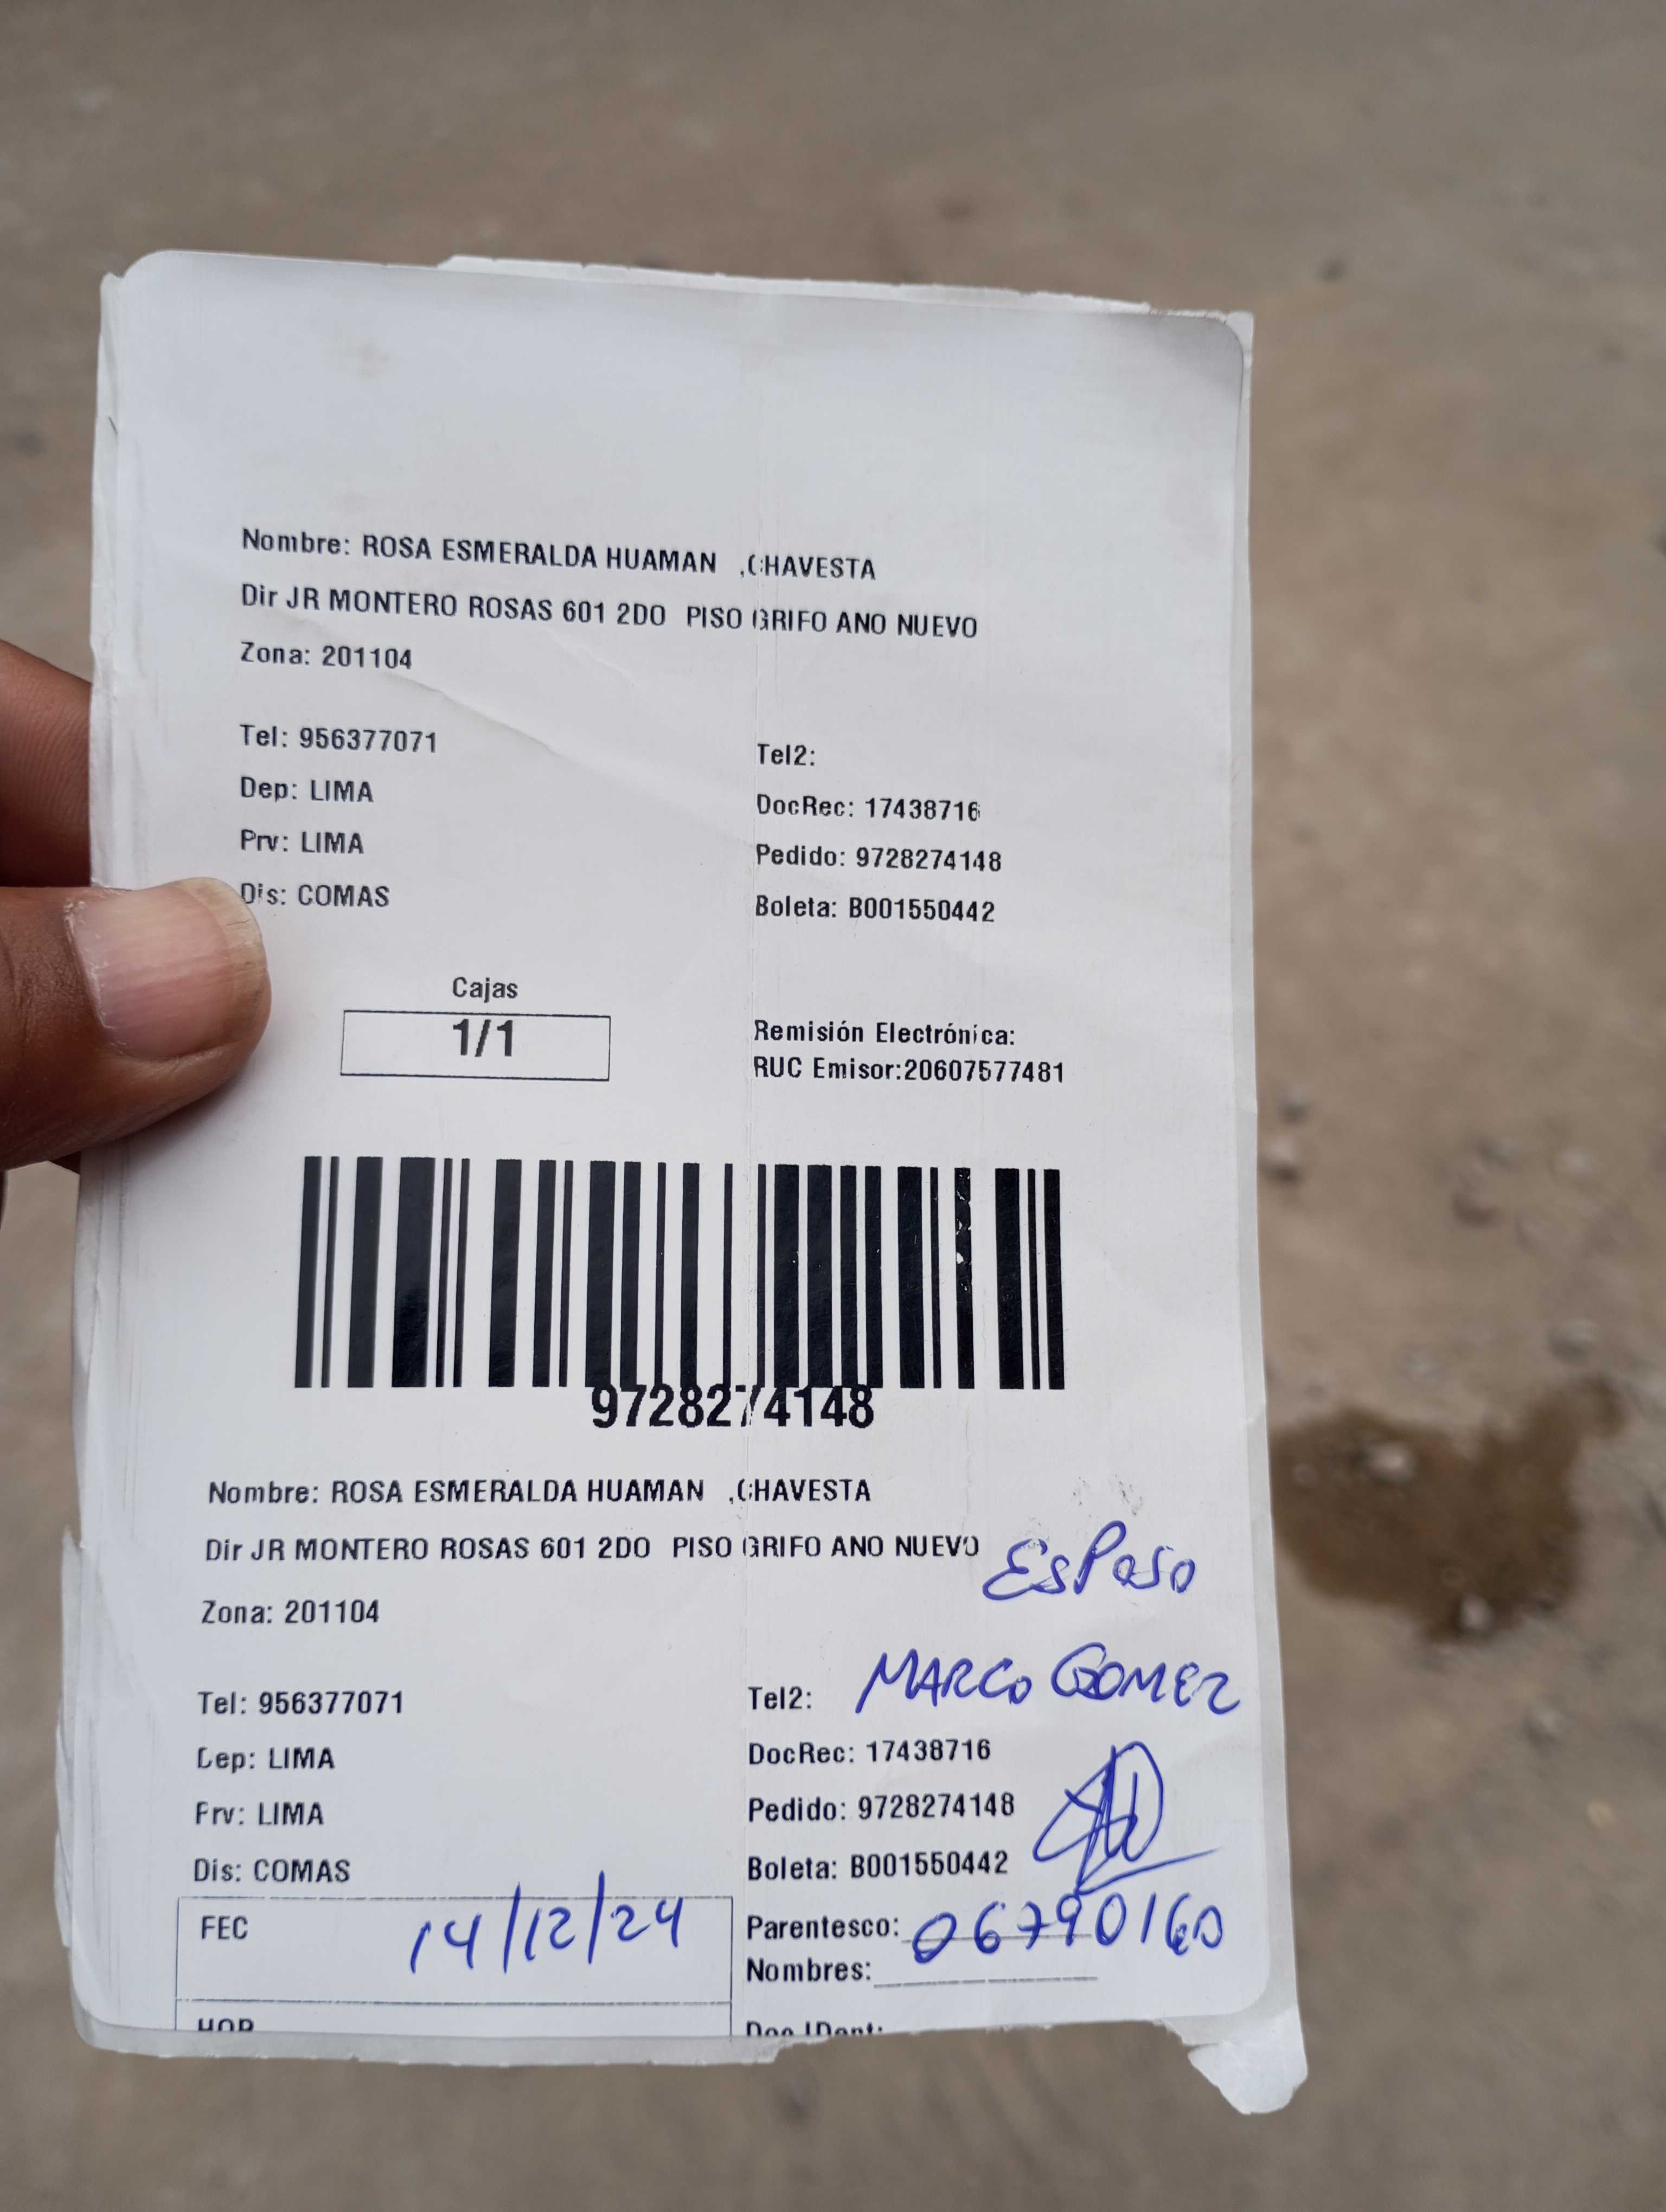 Nombre: ROSA ESMERALDA HUAMAN ,CHAVESTA
Dir JR MONTERO ROSAS 601 2DO PISO GRIFO ANO NUEVO
Zona: 201104
Tel: 956377071
Tel2:
Dep: LIMA
DocRec: 17438716
Prv: LIMA
Pedido: 9728274148
Dis: COMAS
Boleta: B001550442
Cajas
1/1
Remisión Electrónica:
RUC Emisor:20607577481
9728274148
Nombre: ROSA ESMERALDA HUAMAN ,CHAVESTA
Dir JR MONTERO ROSAS 601 2DO PISO GRIFO ANO NUEVO
Esposo
Zona: 201104
MARCO GOMEZ
Tel: 956377071
Tel2:
Dep: LIMA
DocRec: 17438716
Prv: LIMA
Pedido: 9728274148
Dis: COMAS
Boleta: B001550442
FEC 14/12/24
Parentesco: 06790160
Nombres:
HOR
Doc IDent: